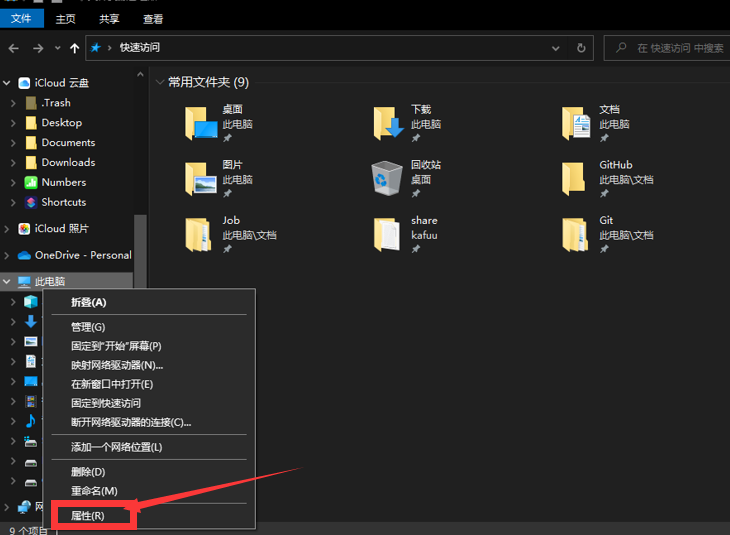 文件 主页 共享 查看
快速访问
在 快速访问 中搜索
iCloud 云盘
.Trash
Desktop
Documents
Downloads
Numbers
Shortcuts
iCloud 照片
OneDrive - Personal
此电脑
常用文件夹 (9)
桌面
此电脑
下载
此电脑
文档
此电脑
图片
此电脑
回收站
桌面
GitHub
此电脑\文档
Job
此电脑\文档
share
kafuu
Git
此电脑\文档
折叠(A)
管理(G)
固定到"开始"屏幕(P)
映射网络驱动器(N)...
在新窗口中打开(E)
固定到快速访问
断开网络驱动器的连接(C)...
添加一个网络位置(L)
删除(D)
重命名(M)
属性(R)
9 个项目